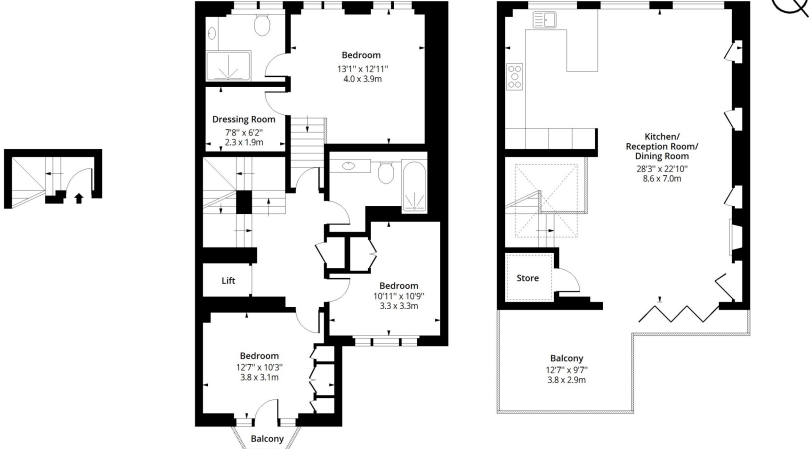 Bedroom
13'1" x 12'11"
4.0 x 3.9m
Dressing Room
7'8" x 6'2"
2.3 x 1.9m
Lift
Bedroom
10'11" x 10'9"
3.3 x 3.3m
Bedroom
12'7" x 10'3"
3.8 x 3.1m
Balcony
Kitchen/
Reception Room/
Dining Room
28'3" x 22'10"
8.6 x 7.0m
Store
Balcony
12'7" x 9'7"
3.8 x 2.9m